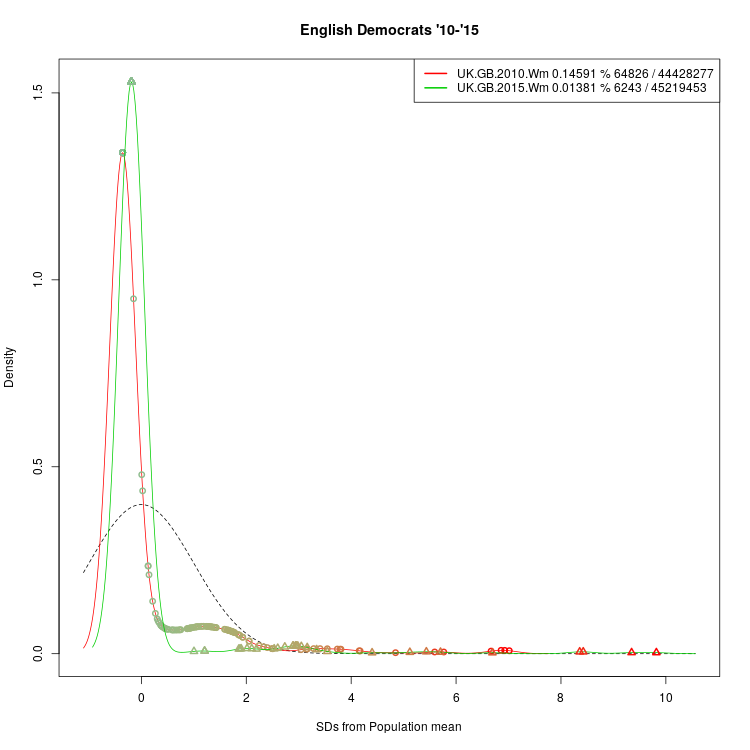 English Democrats '10-'15
UK.GB.2010.Wm 0.14591 % 64826 / 44428277
UK.GB.2015.Wm 0.01381 % 6243 / 45219453
Density
1.5
1.0
0.5
0.0
0 2 4 6 8 10
SDs from Population mean